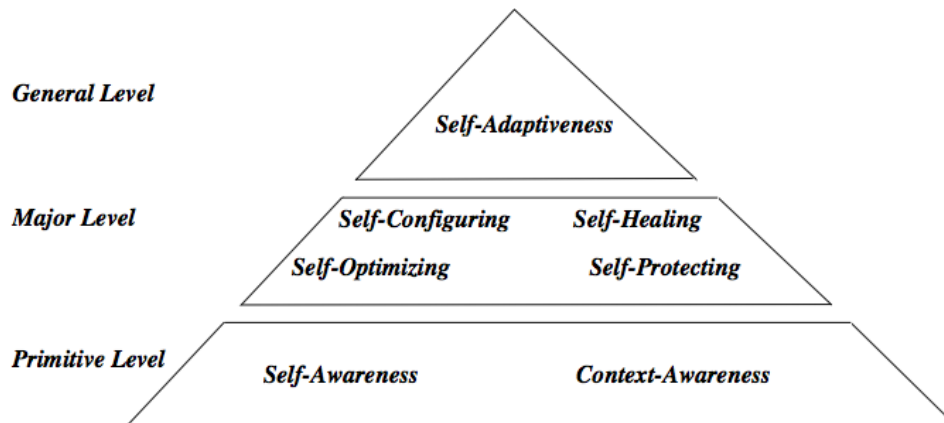 General Level
Self-Adaptiveness
Major Level
Self-Configuring Self-Healing
Self-Optimizing Self-Protecting
Primitive Level
Self-Awareness Context-Awareness